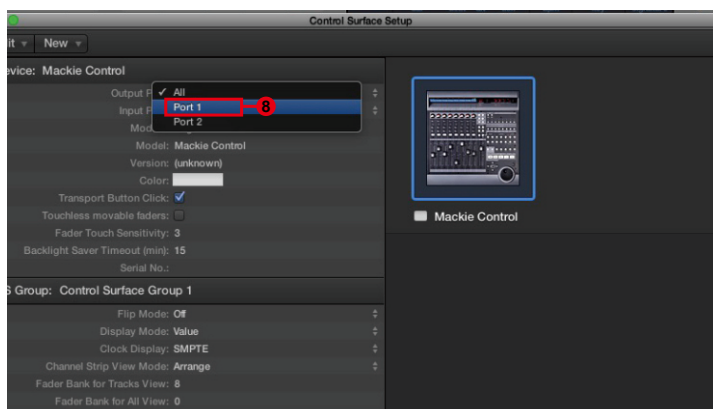 Control Surface Setup
it New
evice: Mackie Control
Output P ✓ All
Port 1 8
Input P
Port 2
Mod
Model: Mackie Control
Version: (unknown)
Color:
Transport Button Click: ✓
Touchless movable faders:
Fader Touch Sensitivity: 3
Backlight Saver Timeout (min): 15
Serial No.:
S Group: Control Surface Group 1
Flip Mode: Off
Display Mode: Value
Clock Display: SMPTE
Channel Strip View Mode: Arrange
Fader Bank for Tracks View: 8
Fader Bank for All View: 0
Mackie Control